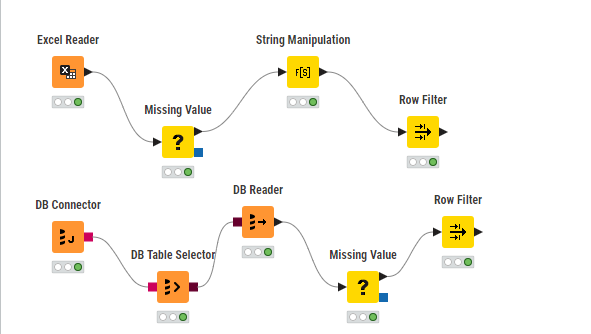 Excel Reader
String Manipulation
F[S]
Missing Value
?
Row Filter
DB Connector
DB Table Selector
DB Reader
Missing Value
?
Row Filter